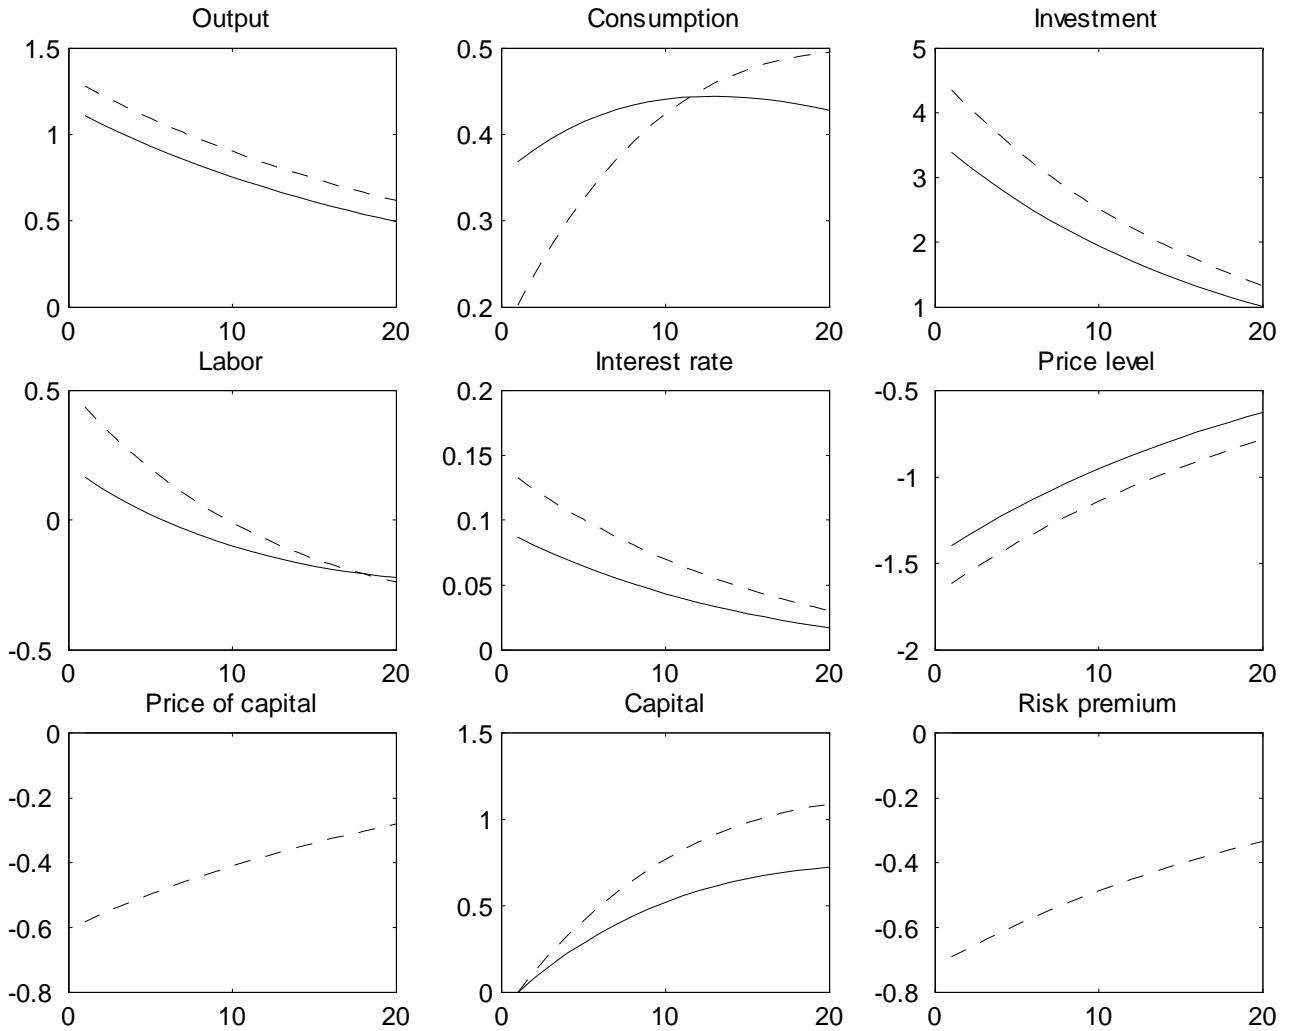 Output Consumption Investment
1.5 0.5 5
1 0.4 4
3
0.5 0.3 2
0 0.2 1
0 10 20 0 10 20 0 10 20
Labor Interest rate Price level
0.5 0.2 -0.5
0.15
0 0.1 -1
0.05 -1.5
-0.5 0 -2
0 10 20 0 10 20 0 10 20
Price of capital Capital Risk premium
0 1.5 0
-0.2 1 -0.2
-0.4 -0.4
-0.6 0.5 -0.6
-0.8 0 -0.8
0 10 20 0 10 20 0 10 20